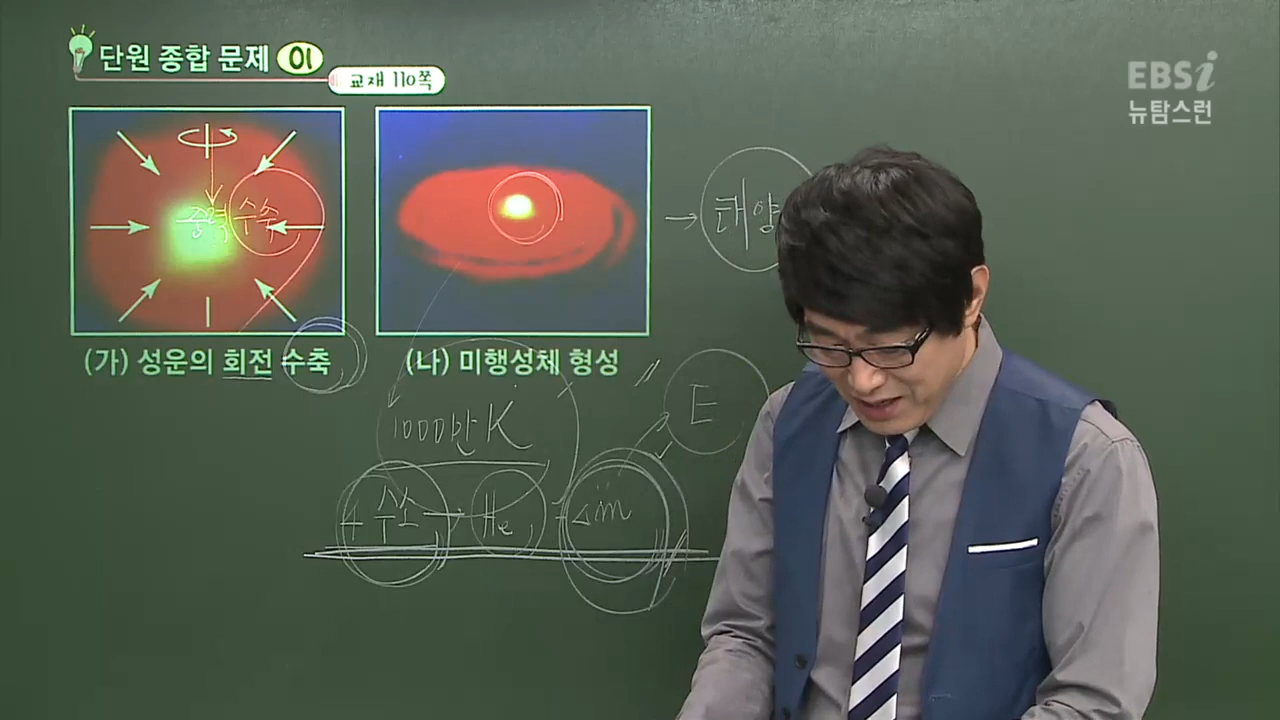 단원 종합 문제 01
교재 110쪽
EBSi
뉴탐스런
중력 수축
→ 태양
(가) 성운의 회전 수축
(나) 미행성체 형성
1000만 K
E
4 수소 → He + Δm